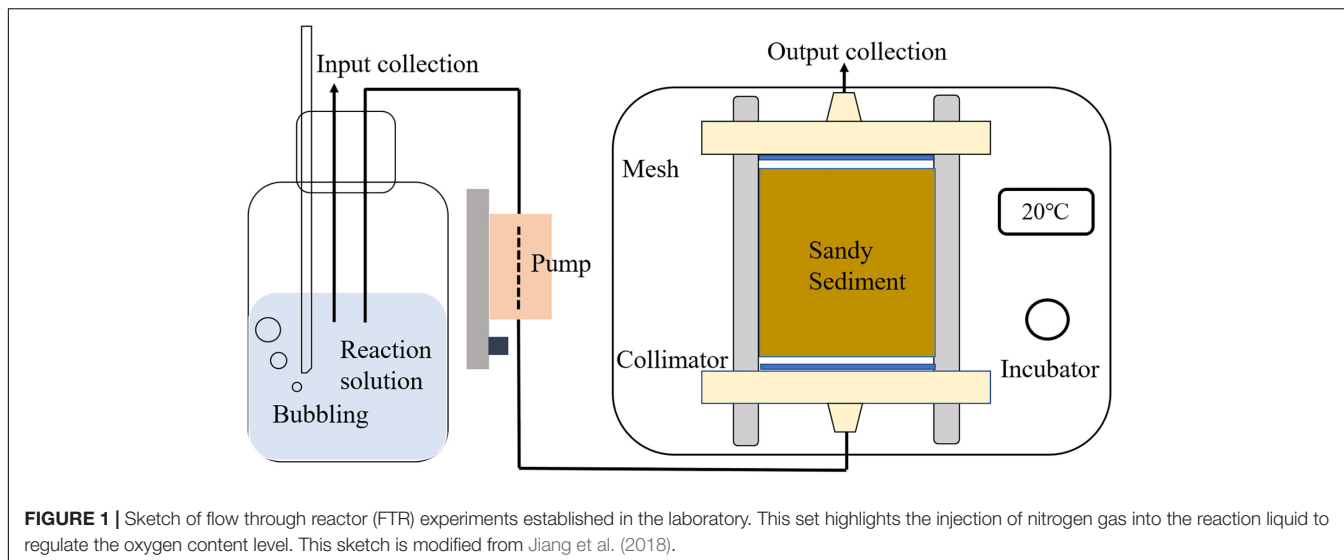 Input collection
Output collection
Mesh
20°C
Pump
Sandy
Sediment
Reaction
solution
Collimator
Incubator
Bubbling
FIGURE 1 | Sketch of flow through reactor (FTR) experiments established in the laboratory. This set highlights the injection of nitrogen gas into the reaction liquid to
regulate the oxygen content level. This sketch is modified from Jiang et al. (2018).